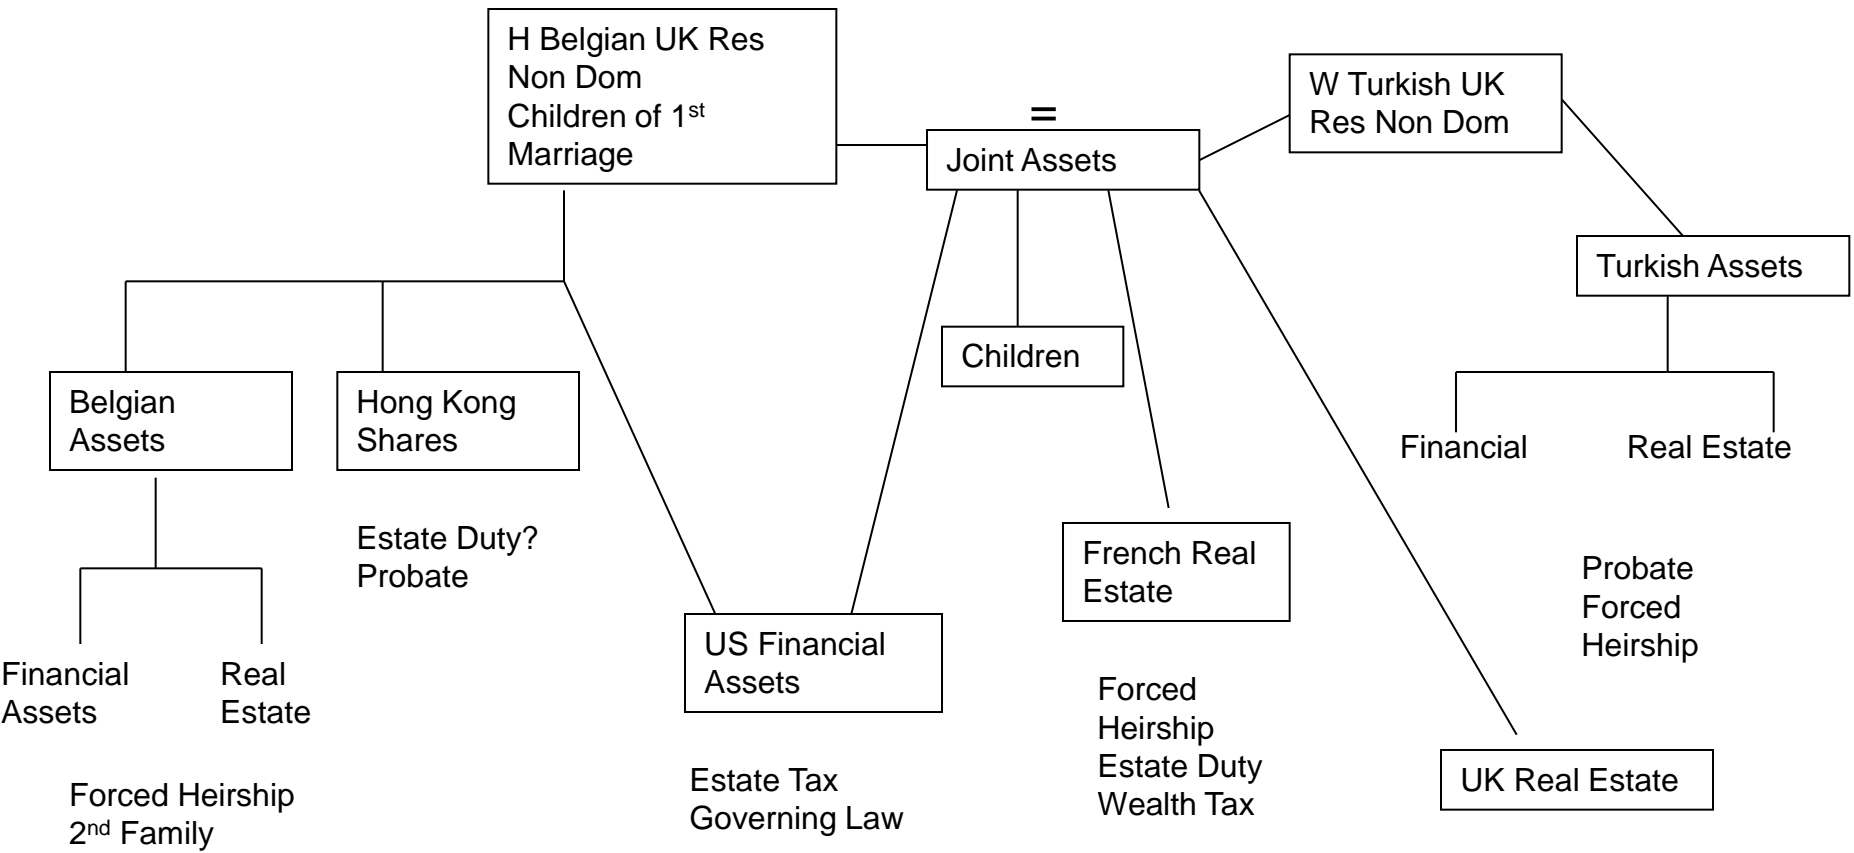 H Belgian UK Res
Non Dom
Children of 1st
Marriage
=
Joint Assets
W Turkish UK
Res Non Dom
Turkish Assets
Children
Belgian
Assets
Hong Kong
Shares
Financial
Real Estate
Estate Duty?
Probate
French Real
Estate
Probate
Forced
Heirship
US Financial
Assets
Financial
Assets
Real
Estate
Forced
Heirship
Estate Duty
Wealth Tax
UK Real Estate
Estate Tax
Governing Law
Forced Heirship
2nd Family